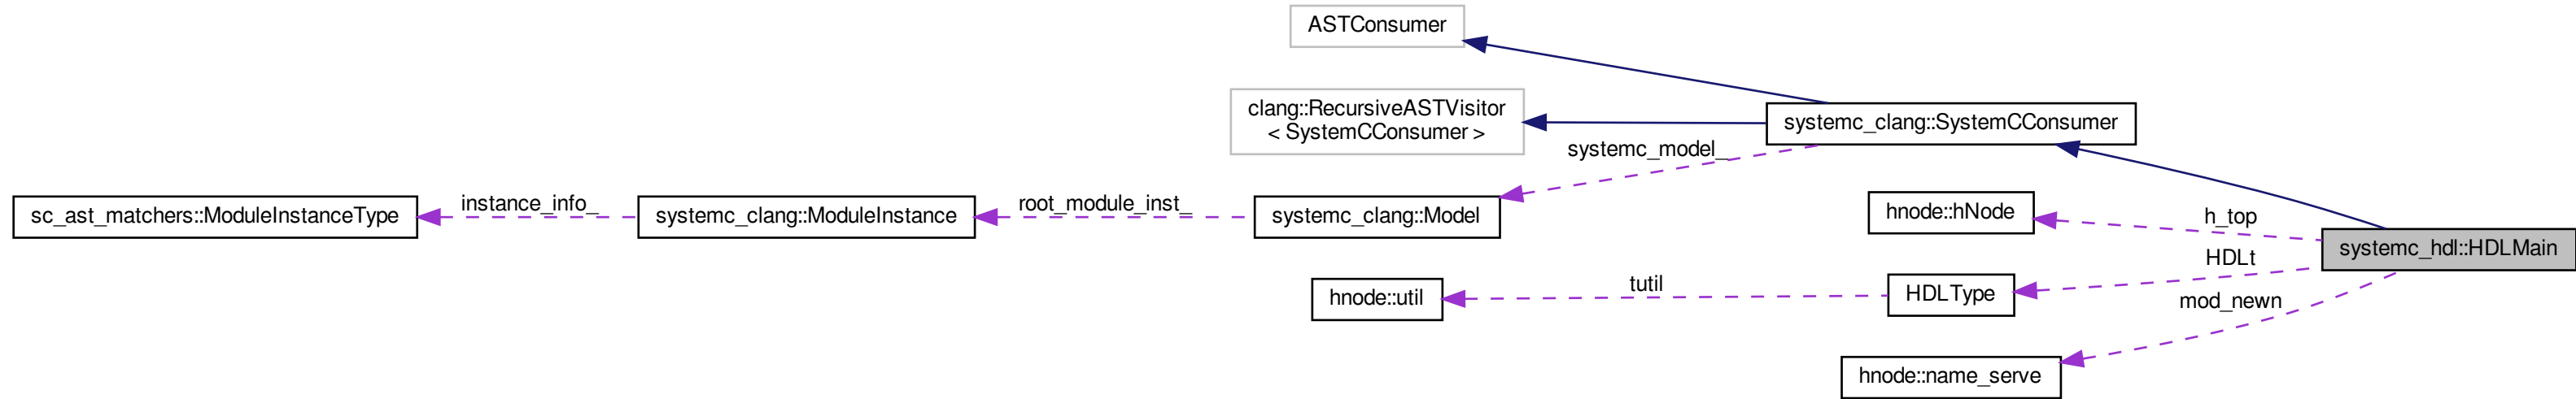 ASTConsumer
clang::RecursiveASTVisitor
< SystemCConsumer >
systemc_clang::SystemCConsumer
systemc_model_
sc_ast_matchers::ModuleInstanceType
instance_info_
systemc_clang::ModuleInstance
root_module_inst_
systemc_clang::Model
hnode::hNode
h_top
systemc_hdl::HDLMain
HDLt
hnode::util
tutil
HDLType
mod_newn
hnode::name_serve